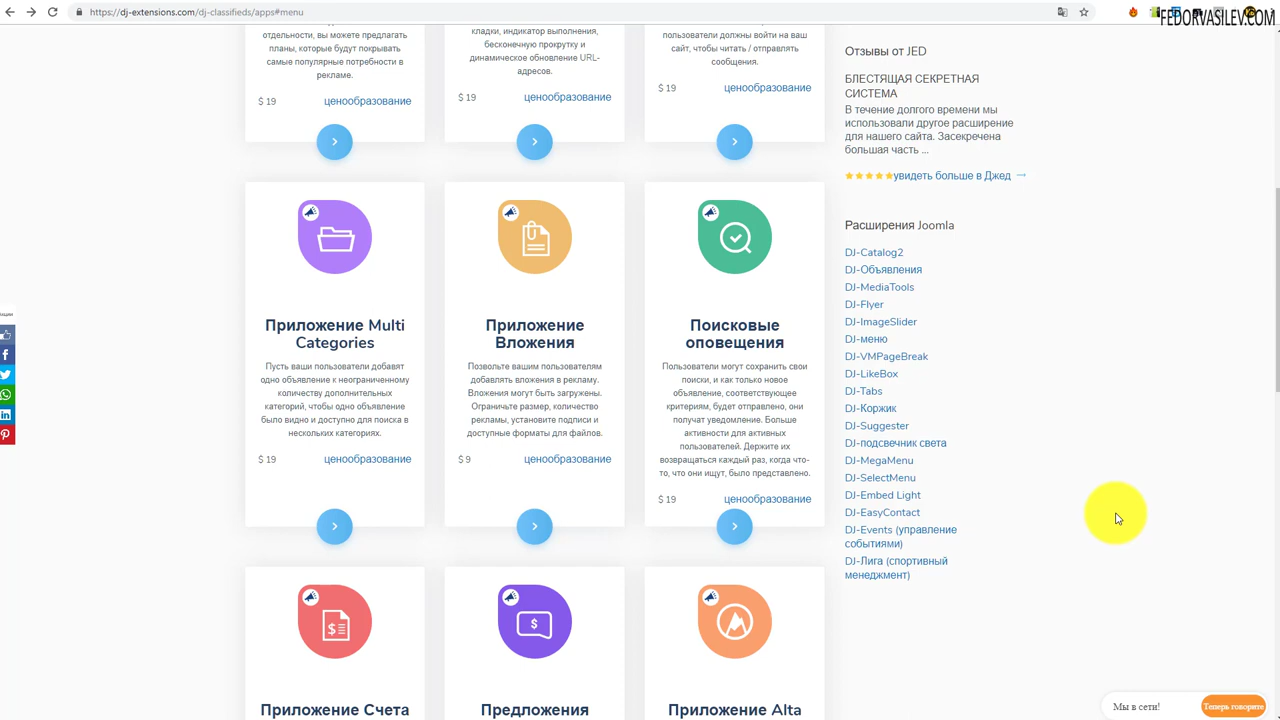 https://dj-extensions.com/dj-classifieds/apps#menu
FEDORVASILEV.COM
отдельности, вы можете предлагать
планы, которые будут покрывать
самые популярные потребности в
рекламе.
$ 19 ценообразование
кладки, индикатор выполнения,
бесконечную прокрутку и
динамическое обновление URL-
адресов.
$ 19 ценообразование
пользователи должны войти на ваш
сайт, чтобы читать / отправлять
сообщения.
$ 19 ценообразование
Приложение Multi
Categories
Пусть ваши пользователи добавят
одно объявление к неограниченному
количеству дополнительных
категорий, чтобы одно объявление
было видно и доступно для поиска в
нескольких категориях.
$ 19 ценообразование
Приложение
Вложения
Позвольте вашим пользователям
добавлять вложения в рекламу.
Вложения могут быть загружены.
Ограничьте размер, количество
рекламы, установите подписи и
доступные форматы для файлов.
$ 9 ценообразование
Поисковые
оповещения
Пользователи могут сохранить свои
поиски, и как только новое
объявление, соответствующее
критериям, будет отправлено, они
получат уведомление. Больше
активности для активных
пользователей. Держите их
возвращаться каждый раз, когда что-
то, что они ищут, было представлено.
$ 19 ценообразование
Приложение Счета
Предложения
Приложение Alta
Отзывы от JED
БЛЕСТЯЩАЯ СЕКРЕТНАЯ
СИСТЕМА
В течение долгого времени мы
использовали другое расширение
для нашего сайта. Засекречена
большая часть ...
увидеть больше в Джед →
Расширения Joomla
DJ-Catalog2
DJ-Объявления
DJ-MediaTools
DJ-Flyer
DJ-ImageSlider
DJ-меню
DJ-VMPageBreak
DJ-LikeBox
DJ-Tabs
DJ-Коржик
DJ-Suggester
DJ-подсвечник света
DJ-MegaMenu
DJ-SelectMenu
DJ-Embed Light
DJ-EasyContact
DJ-Events (управление
событиями)
DJ-Лига (спортивный
менеджмент)
Мы в сети!
Теперь говорите